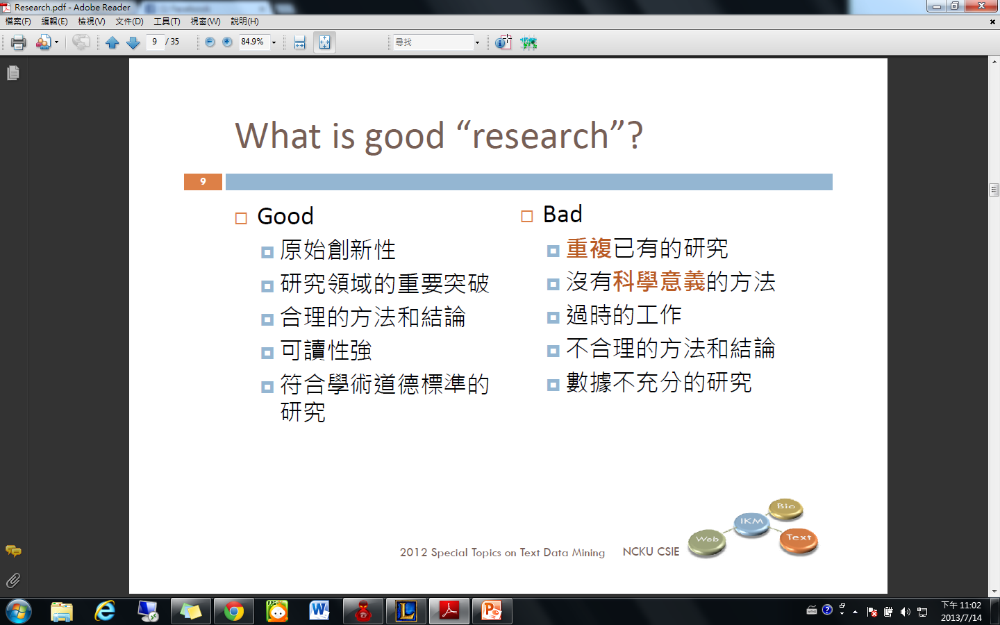 Research.pdf - Adobe Reader
檔案(F) 編輯(E) 檢視(V) 文件(D) 工具(T) 視窗(W) 說明(H)
9 / 35 84.9% 尋找
What is good “research”?
9
Good
原始創新性
研究領域的重要突破
合理的方法和結論
可讀性強
符合學術道德標準的
研究
Bad
重複已有的研究
沒有科學意義的方法
過時的工作
不合理的方法和結論
數據不充分的研究
Bio
IKM
Web
Text
2012 Special Topics on Text Data Mining NCKU CSIE
PPS
下午 11:02
2013/7/14